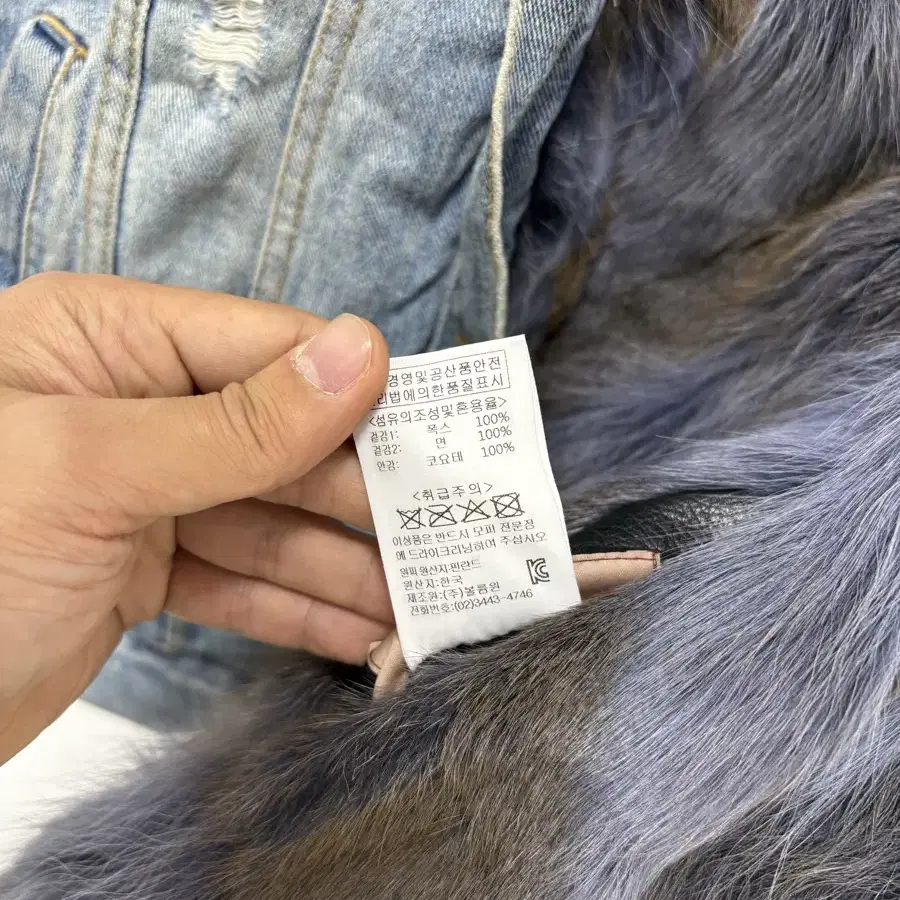 경영및공산품안전
리법에의한품질표시
<섬유의조성및혼용율>
겉감1: 폭스 100%
겉감2: 면 100%
안감: 코요테 100%
<취급주의>
이상품은 반드시 모피 전문점
에 드라이크리닝하여 주십시오
원피 원산지:핀란드
원산지:한국
제조원:(주)볼륨원
전화번호:(02)3443-4746